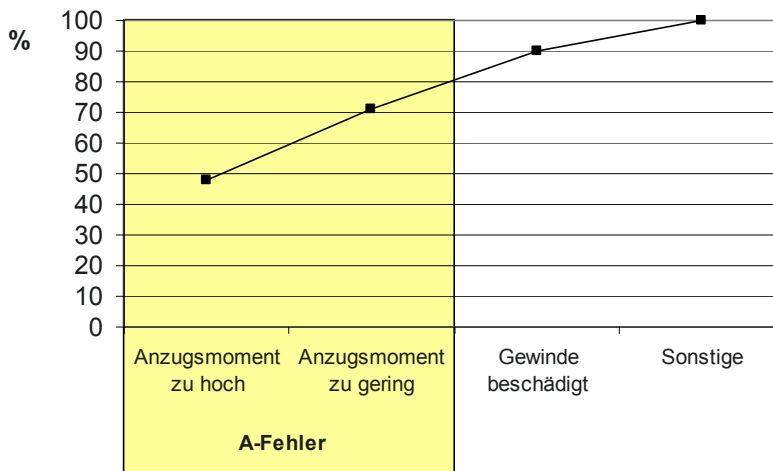 %
100
90
80
70
60
50
40
30
20
10
0
Anzugsmoment
zu hoch
Anzugsmoment
zu gering
Gewinde
beschädigt
Sonstige
A-Fehler